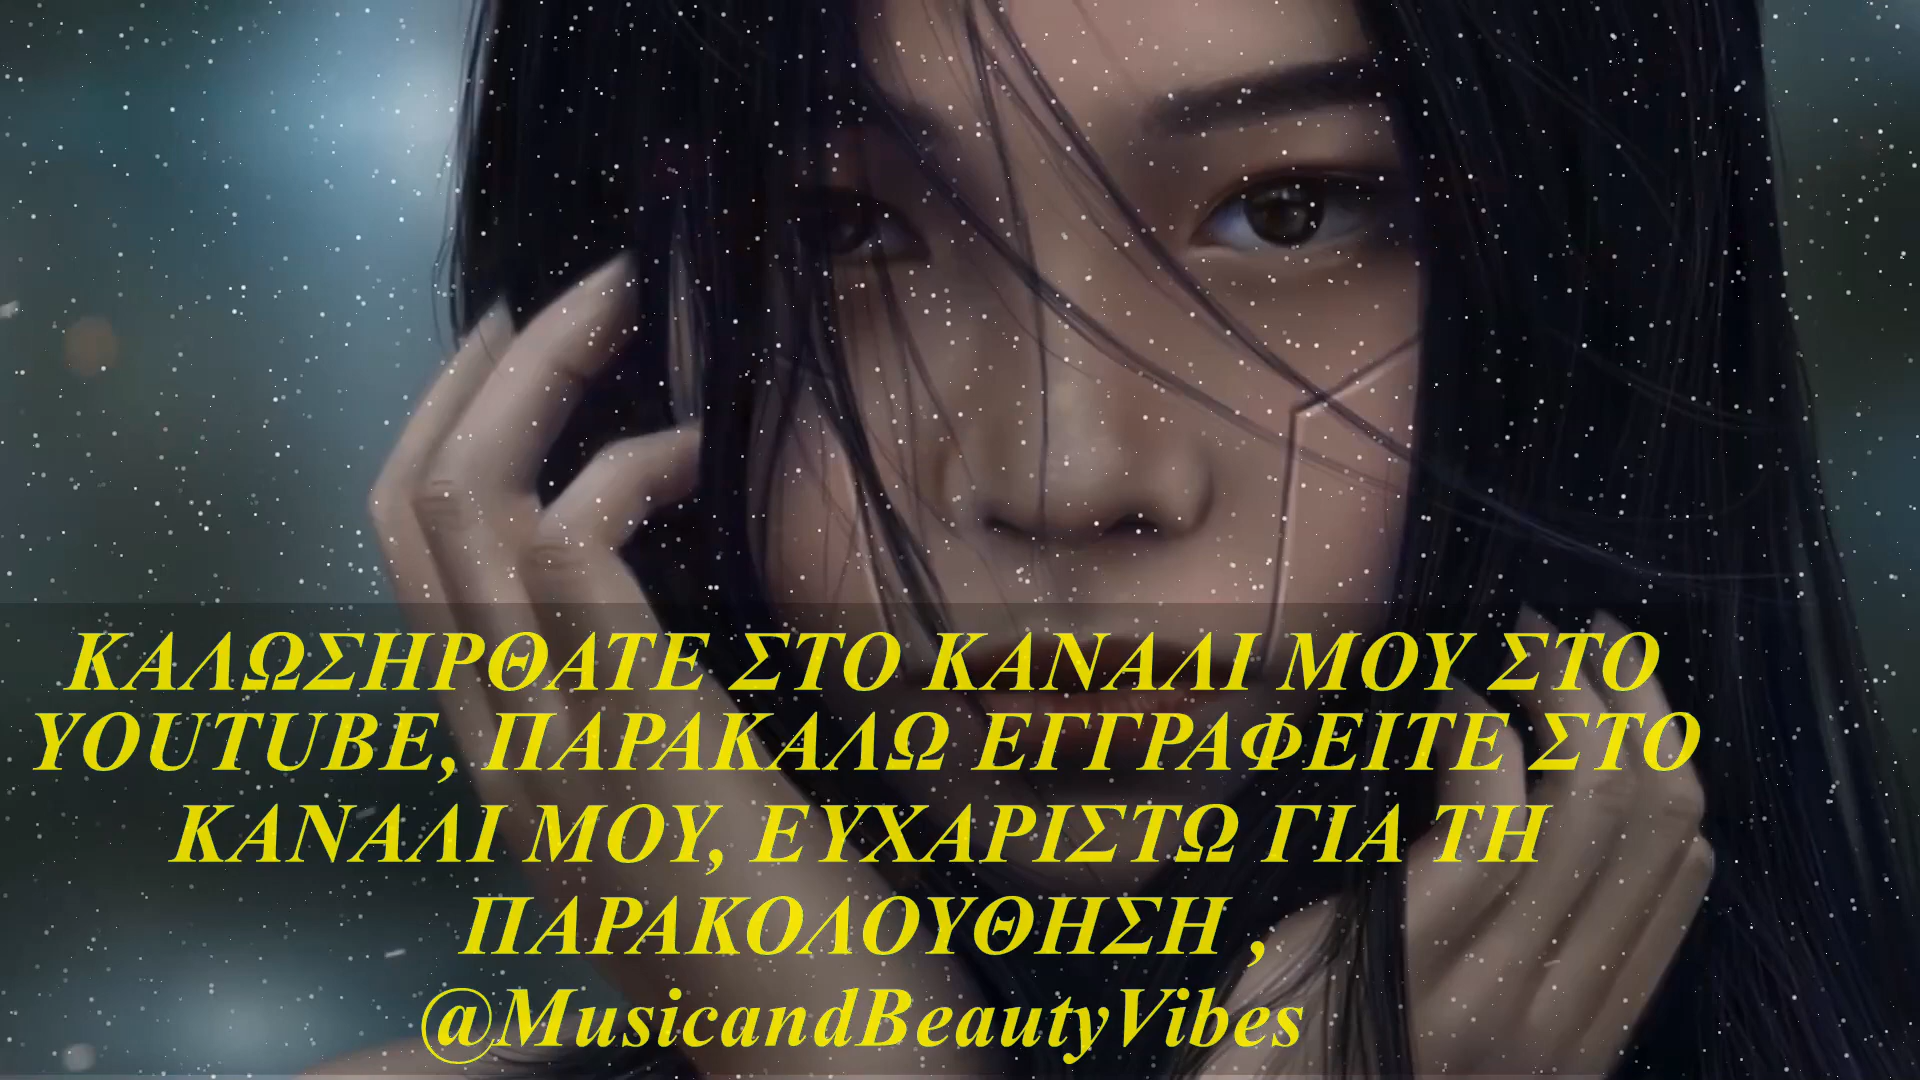 ΚΑΛΩΣΗΡΘΑΤΕ ΣΤΟ ΚΑΝΑΛΙ ΜΟΥ ΣΤΟ
YOUTUBE, ΠΑΡΑΚΑΛΩ ΕΓΓΡΑΦΕΙΤΕ ΣΤΟ
ΚΑΝΑΛΙ ΜΟΥ, ΕΥΧΑΡΙΣΤΩ ΓΙΑ ΤΗ
ΠΑΡΑΚΟΛΟΥΘΗΣΗ ,
@MusicandBeautyVibes